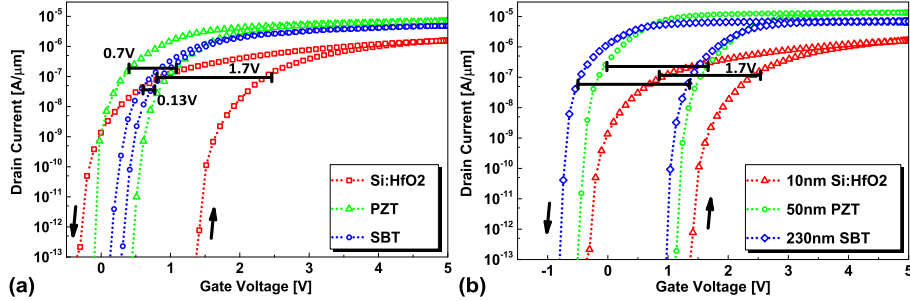 10⁻⁵
10⁻⁶
10⁻⁷
10⁻⁸
10⁻⁹
10⁻¹⁰
10⁻¹¹
10⁻¹²
10⁻¹³
Drain Current [A/μm]
0.7V
1.7V
0.13V
Si:HfO2
PZT
SBT
0 1 2 3 4 5
Gate Voltage [V]
(a)
10⁻⁵
10⁻⁶
10⁻⁷
10⁻⁸
10⁻⁹
10⁻¹⁰
10⁻¹¹
10⁻¹²
10⁻¹³
Drain Current [A/μm]
1.7V
10nm Si:HfO2
50nm PZT
230nm SBT
-1 0 1 2 3 4 5
Gate Voltage [V]
(b)